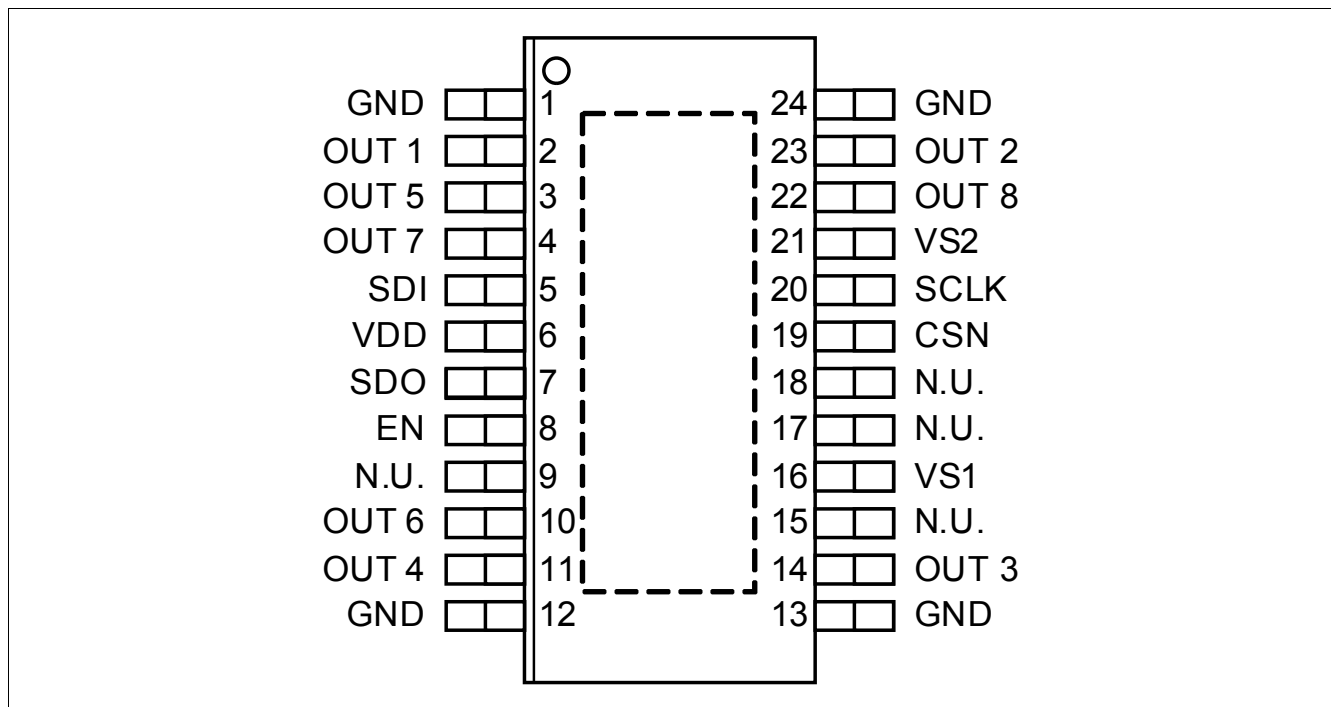 GND 1 24 GND
OUT 1 2 23 OUT 2
OUT 5 3 22 OUT 8
OUT 7 4 21 VS2
SDI 5 20 SCLK
VDD 6 19 CSN
SDO 7 18 N.U.
EN 8 17 N.U.
N.U. 9 16 VS1
OUT 6 10 15 N.U.
OUT 4 11 14 OUT 3
GND 12 13 GND